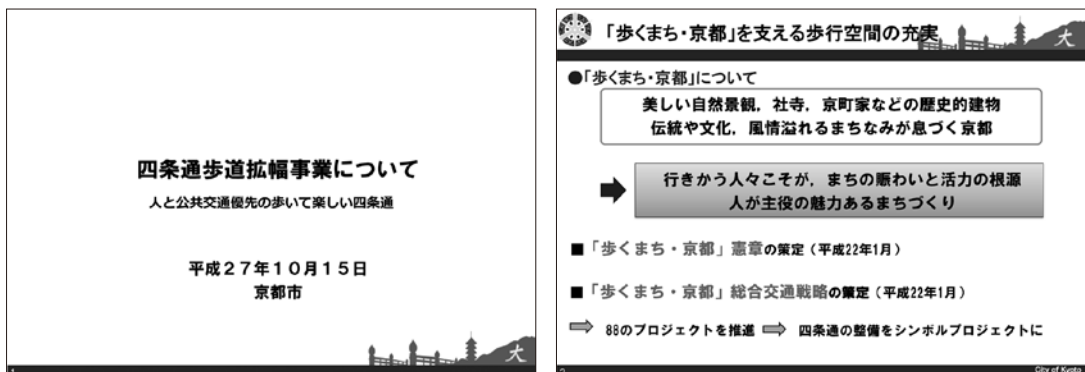 四条通歩道拡幅事業について
人と公共交通優先の歩いて楽しい四条通
平成27年10月15日
京都市
大
1
「歩くまち・京都」を支える歩行空間の充実
大
●「歩くまち・京都」について
美しい自然景観，社寺，京町家などの歴史的建物
伝統や文化，風情溢れるまちなみが息づく京都
行きかう人々こそが，まちの賑わいと活力の根源
人が主役の魅力あるまちづくり
■「歩くまち・京都」憲章の策定（平成22年1月）
■「歩くまち・京都」総合交通戦略の策定（平成22年1月）
88のプロジェクトを推進 四条通の整備をシンボルプロジェクトに
2
City of Kyoto